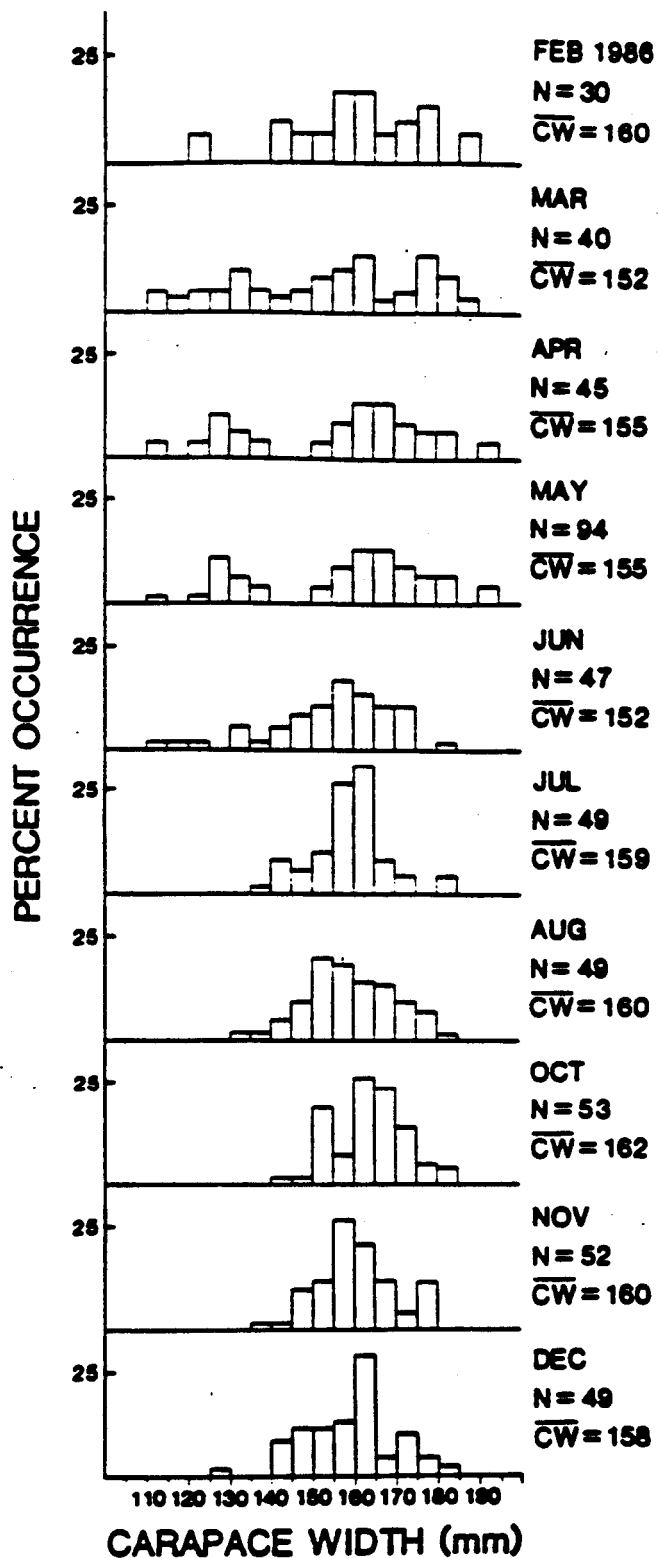 25
FEB 1986
N=30
CW=160
25
MAR
N=40
CW=152
25
APR
N=45
CW=155
25
MAY
N=94
CW=155
25
JUN
N=47
CW=152
25
JUL
N=49
CW=159
25
AUG
N=49
CW=160
25
OCT
N=53
CW=162
25
NOV
N=52
CW=160
25
DEC
N=49
CW=158
PERCENT OCCURRENCE
110 120 130 140 150 160 170 180 190
CARAPACE WIDTH (mm)